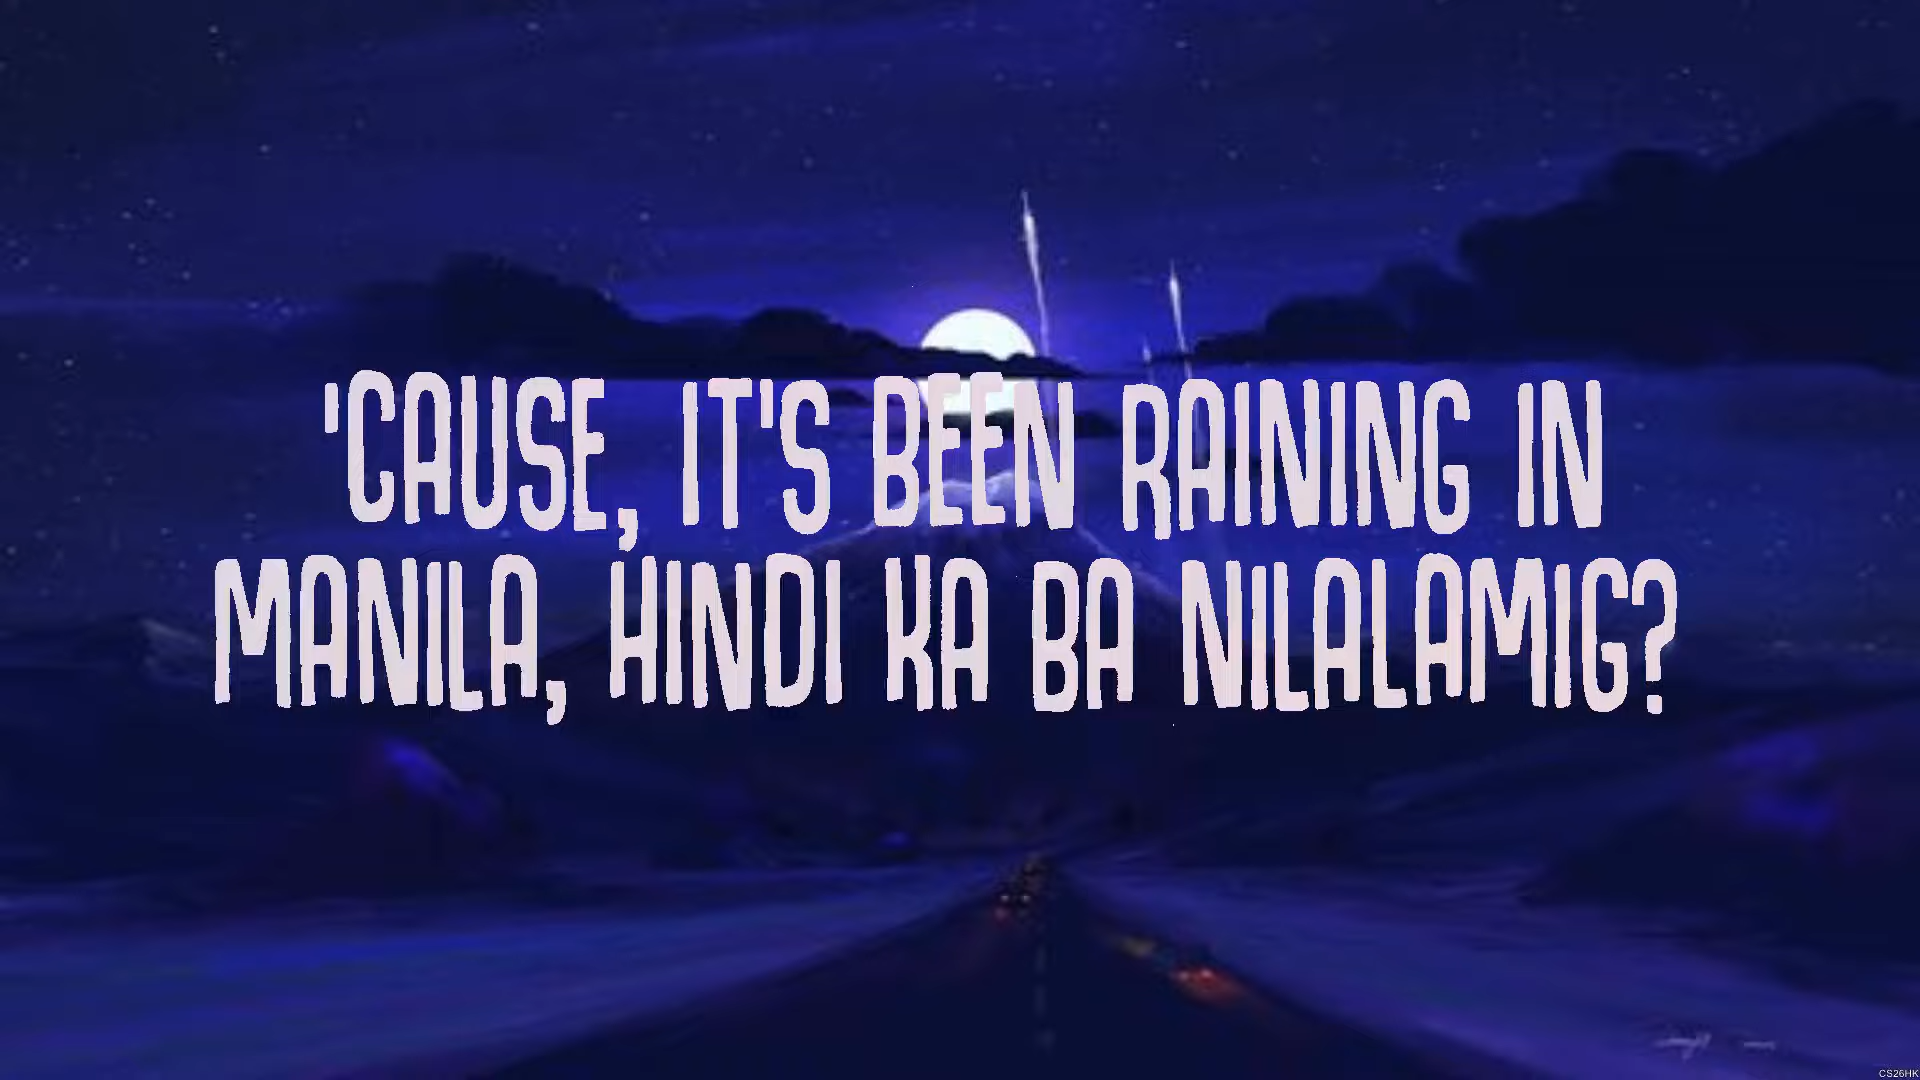 'CAUSE, IT'S BEEN RAINING IN
MANILA, HINDI KA BA NILALAMIG?
CS26HK